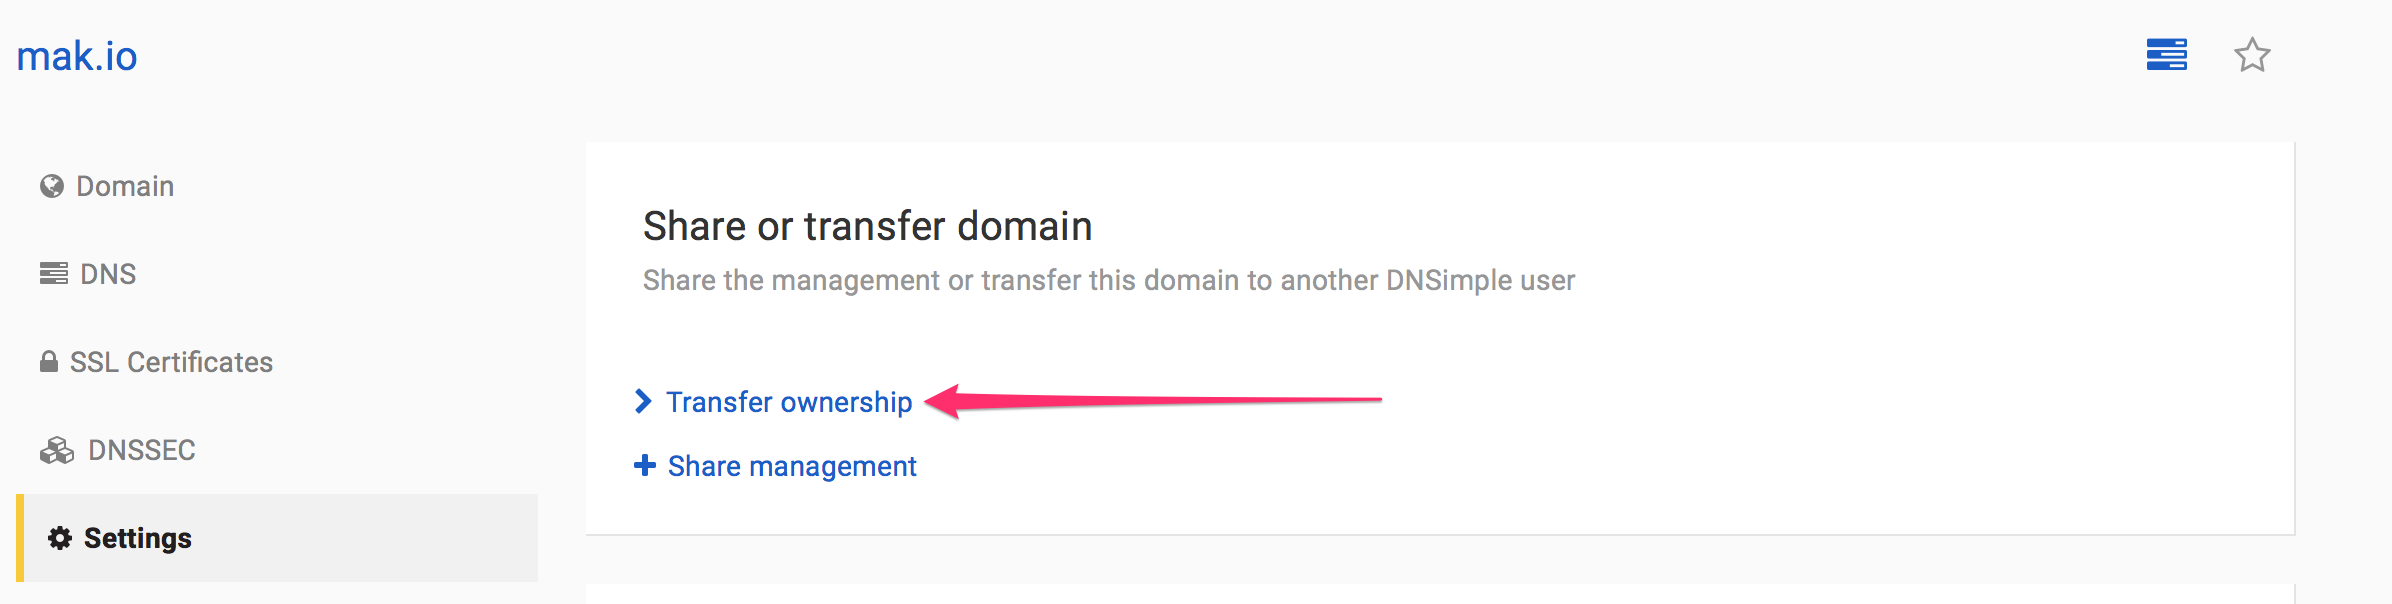 mak.io
Domain
DNS
SSL Certificates
DNSSEC
Settings
Share or transfer domain
Share the management or transfer this domain to another DNSimple user
Transfer ownership
Share management